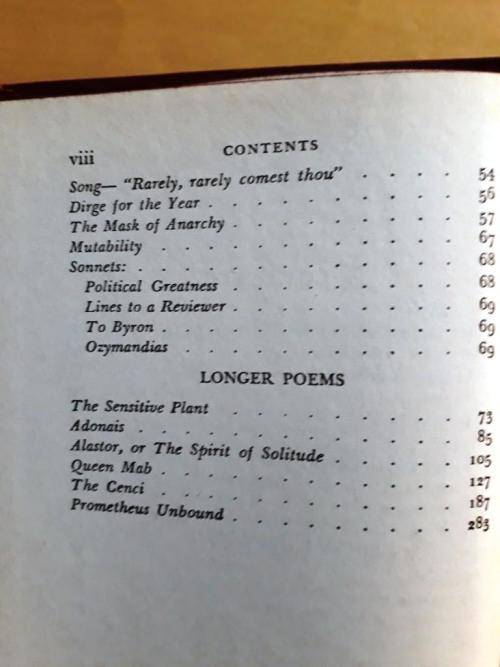 viii CONTENTS
Song— "Rarely, rarely comest thou" . . . . 54
Dirge for the Year . . . . . . . . . . 56
The Mask of Anarchy . . . . . . . . . 57
Mutability . . . . . . . . . . . . 67
Sonnets: . . . . . . . . . . . . . 68
Political Greatness . . . . . . . . . 68
Lines to a Reviewer . . . . . . . . . 69
To Byron . . . . . . . . . . . . 69
Ozymandias . . . . . . . . . . . 69
LONGER POEMS
The Sensitive Plant . . . . . . . . . 73
Adonais . . . . . . . . . . . . . 85
Alastor, or The Spirit of Solitude . . . . . 105
Queen Mab . . . . . . . . . . . . 127
The Cenci . . . . . . . . . . . . 187
Prometheus Unbound . . . . . . . . . 283